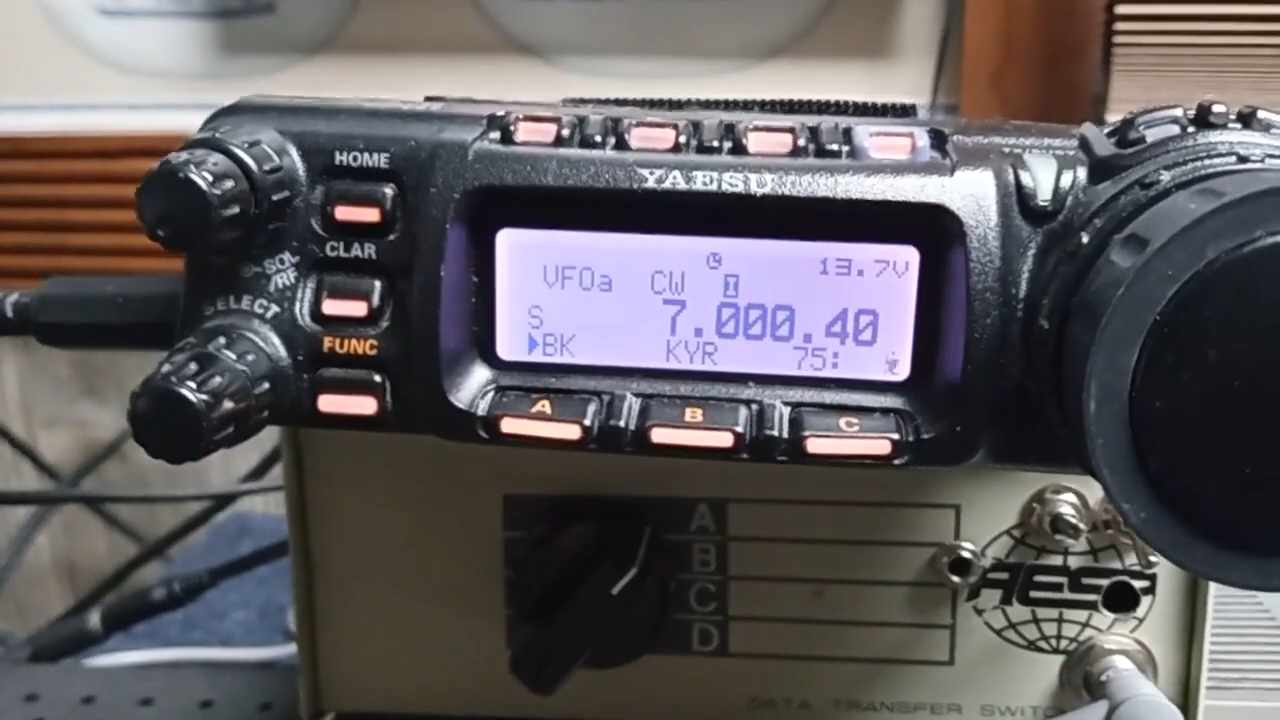 HOME
YAESU
CLAR
SQL
/RF
SELECT
FUNC
13.7V
VFOa CW I
S 7.000.40
BK KYR 75:
A B C
A
B
C
D
AES
DATA TRANSFER SWITCH